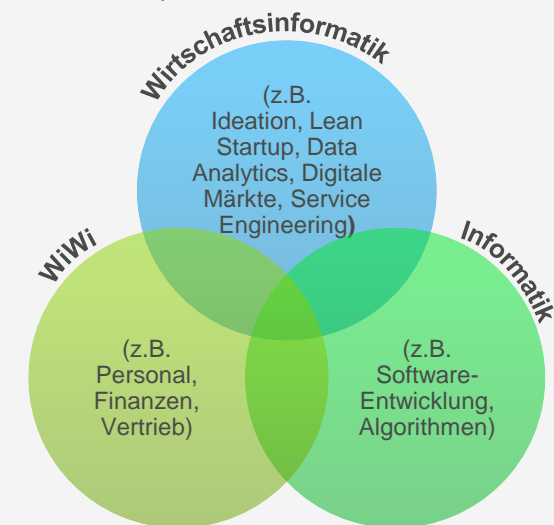 Wirtschaftsinformatik
(z.B.
Ideation, Lean
Startup, Data
Analytics, Digitale
Märkte, Service
Engineering)
WiWi
(z.B.
Personal,
Finanzen,
Vertrieb)
Informatik
(z.B.
Software-
Entwicklung,
Algorithmen)